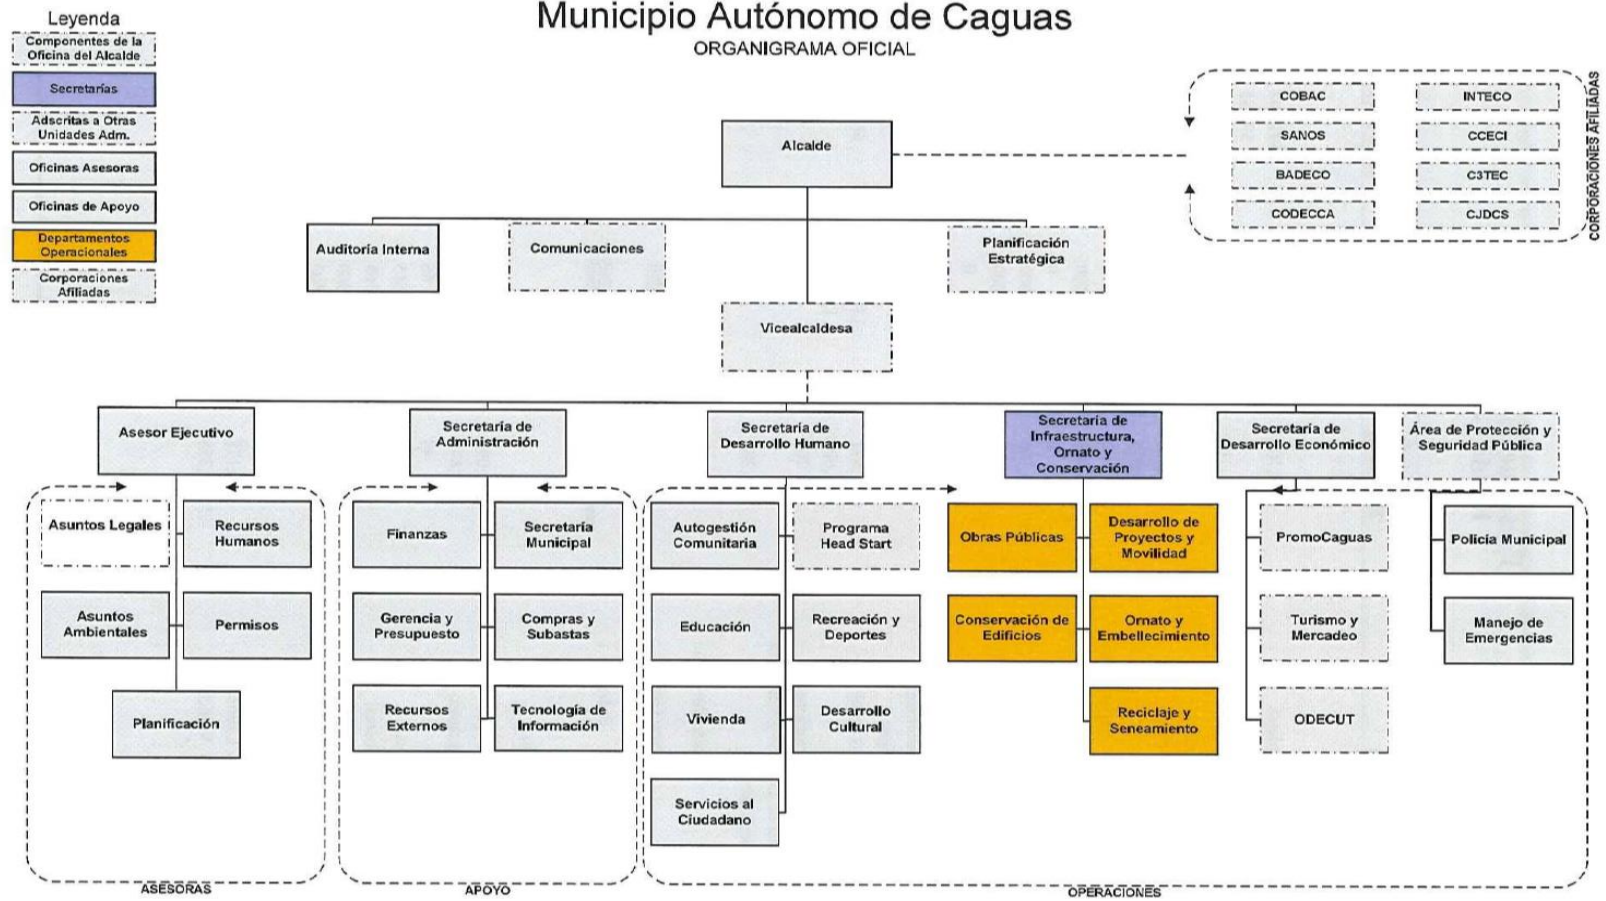 Municipio Autónomo de Caguas
ORGANIGRAMA OFICIAL
Leyenda
Componentes de la
Oficina del Alcalde
Secretarías
Adscritas a Otras
Unidades Adm.
Oficinas Asesoras
Oficinas de Apoyo
Departamentos
Operacionales
Corporaciones
Afiliadas
COBAC
INTECO
SANOS
CCECI
BADECO
C3TEC
CODECCA
CJDCS
CORPORACIONES AFILIADAS
Alcalde
Auditoría Interna
Comunicaciones
Planificación
Estratégica
Vicealcaldesa
Asesor Ejecutivo
Secretaría de
Administración
Secretaría de
Desarrollo Humano
Secretaría de
Infraestructura,
Ornato y
Conservación
Secretaría de
Desarrollo Económico
Área de Protección y
Seguridad Pública
Asuntos Legales
Recursos
Humanos
Asuntos
Ambientales
Permisos
Planificación
ASESORAS
Finanzas
Secretaría
Municipal
Gerencia y
Presupuesto
Compras y
Subastas
Recursos
Externos
Tecnología de
Información
APOYO
Autogestión
Comunitaria
Programa
Head Start
Educación
Recreación y
Deportes
Vivienda
Desarrollo
Cultural
Servicios al
Ciudadano
Obras Públicas
Desarrollo de
Proyectos y
Movilidad
Conservación de
Edificios
Ornato y
Embellecimiento
Reciclaje y
Seneamiento
PromoCaguas
Turismo y
Mercadeo
ODECUT
Policía Municipal
Manejo de
Emergencias
OPERACIONES